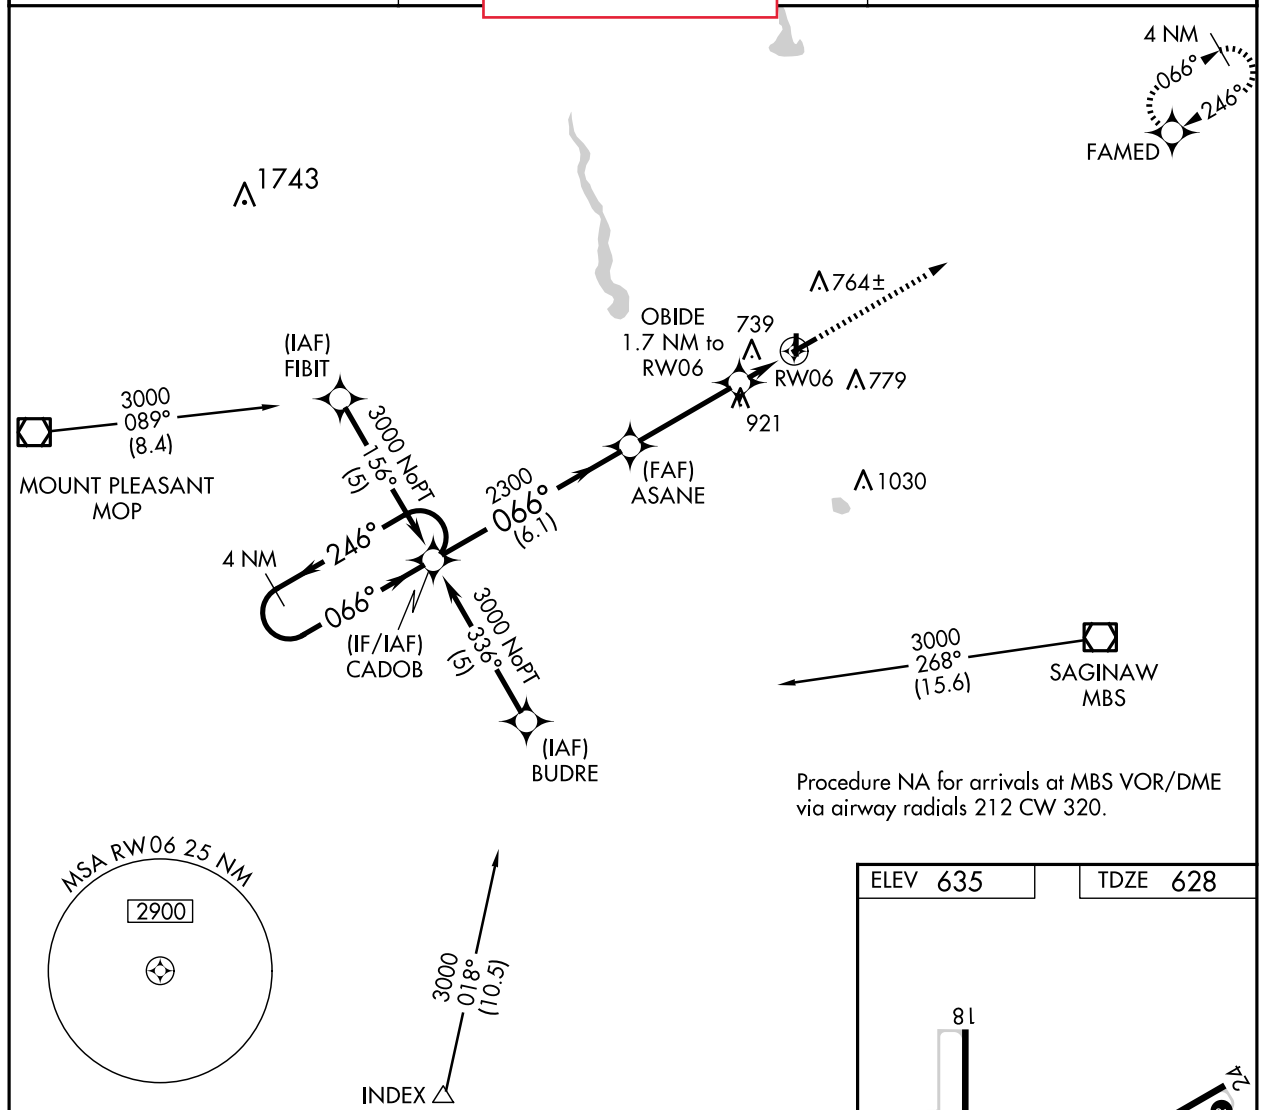 4 NM
066°
246°
FAMED
1743
764±
OBIDE
1.7 NM to
RW06
739
RW06
779
921
(IAF)
FIBIT
3000
089°
(8.4)
MOUNT PLEASANT
MOP
3000 NoPT
156°
(5)
2300
066°
(6.1)
(FAF)
ASANE
1030
246°
4 NM
066°
(IF/IAF)
CADOB
3000 NoPT
336°
(5)
3000
268°
(15.6)
SAGINAW
MBS
(IAF)
BUDRE
Procedure NA for arrivals at MBS VOR/DME
via airway radials 212 CW 320.
MSA RW06 25 NM
2900
ELEV 635
TDZE 628
3000
018°
(10.5)
INDEX
18
24